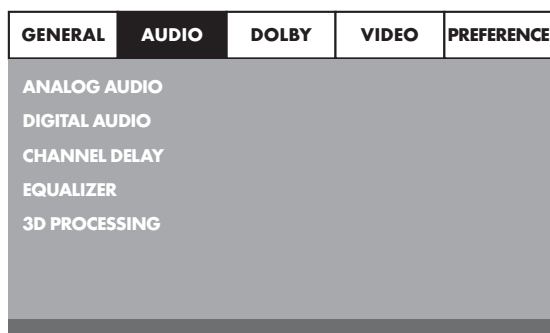 GENERAL AUDIO DOLBY VIDEO PREFERENCE
ANALOG AUDIO
DIGITAL AUDIO
CHANNEL DELAY
EQUALIZER
3D PROCESSING